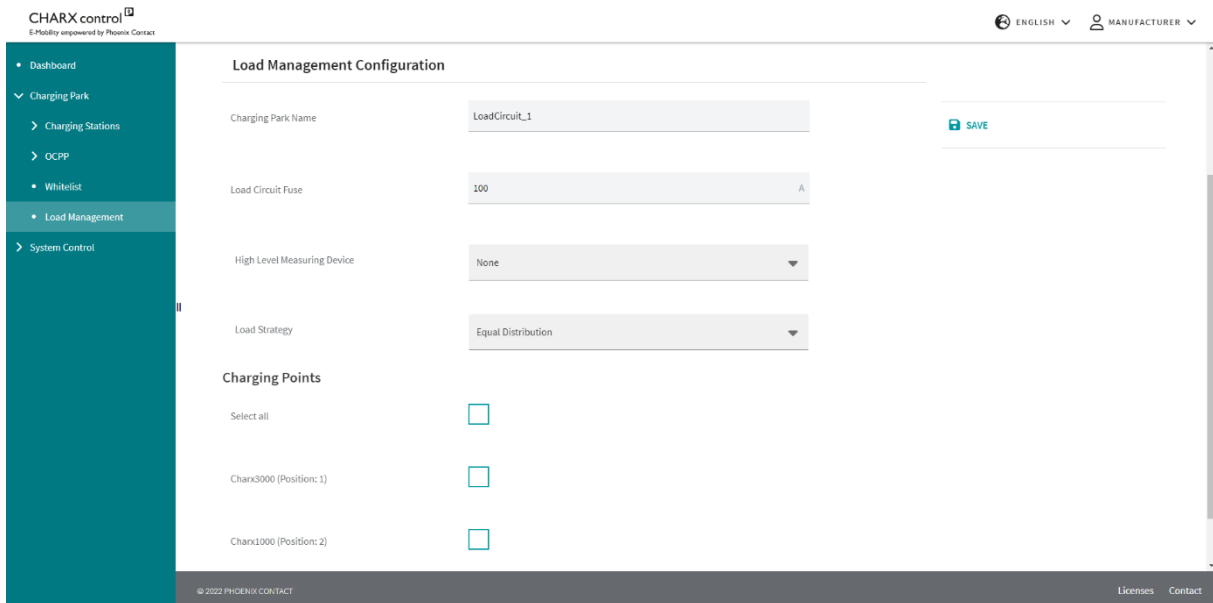 CHARX control
E-Mobility empowered by Phoenix Contact
ENGLISH
MANUFACTURER
Dashboard
Charging Park
Charging Stations
OCPP
Whitelist
Load Management
System Control
Load Management Configuration
Charging Park Name
LoadCircuit_1
SAVE
Load Circuit Fuse
100 A
High Level Measuring Device
None
Load Strategy
Equal Distribution
Charging Points
Select all
Charx3000 (Position: 1)
Charx1000 (Position: 2)
© 2022 PHOENIX CONTACT
Licenses Contact